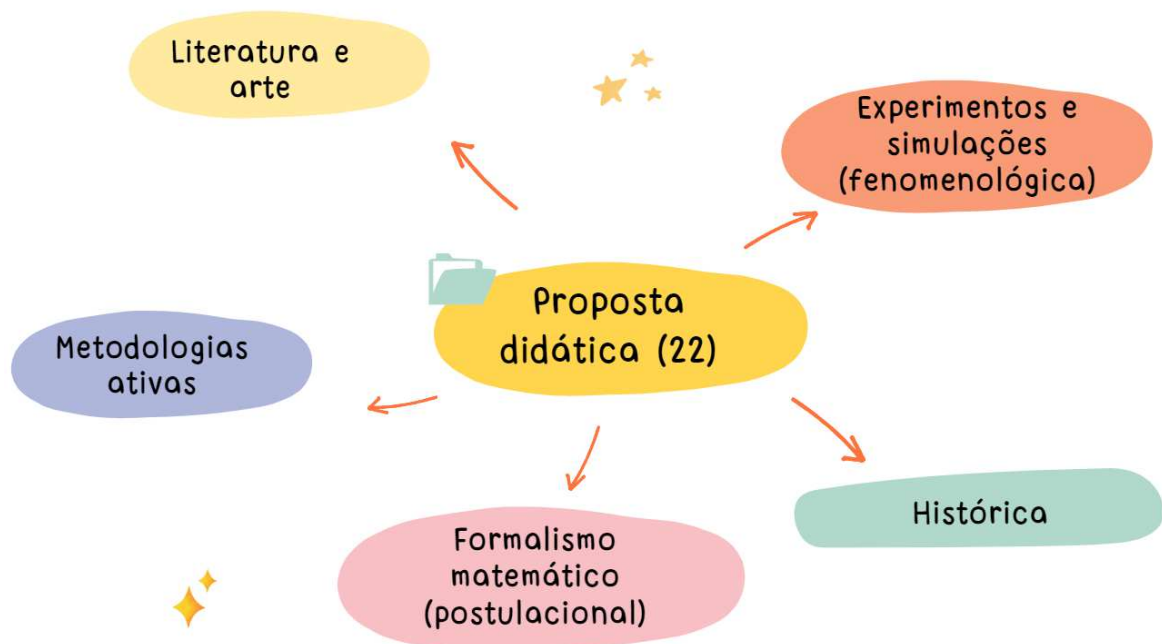 Literatura e
arte
Experimentos e
simulações
(fenomenológica)
Proposta
didática (22)
Metodologias
ativas
Histórica
Formalismo
matemático
(postulacional)